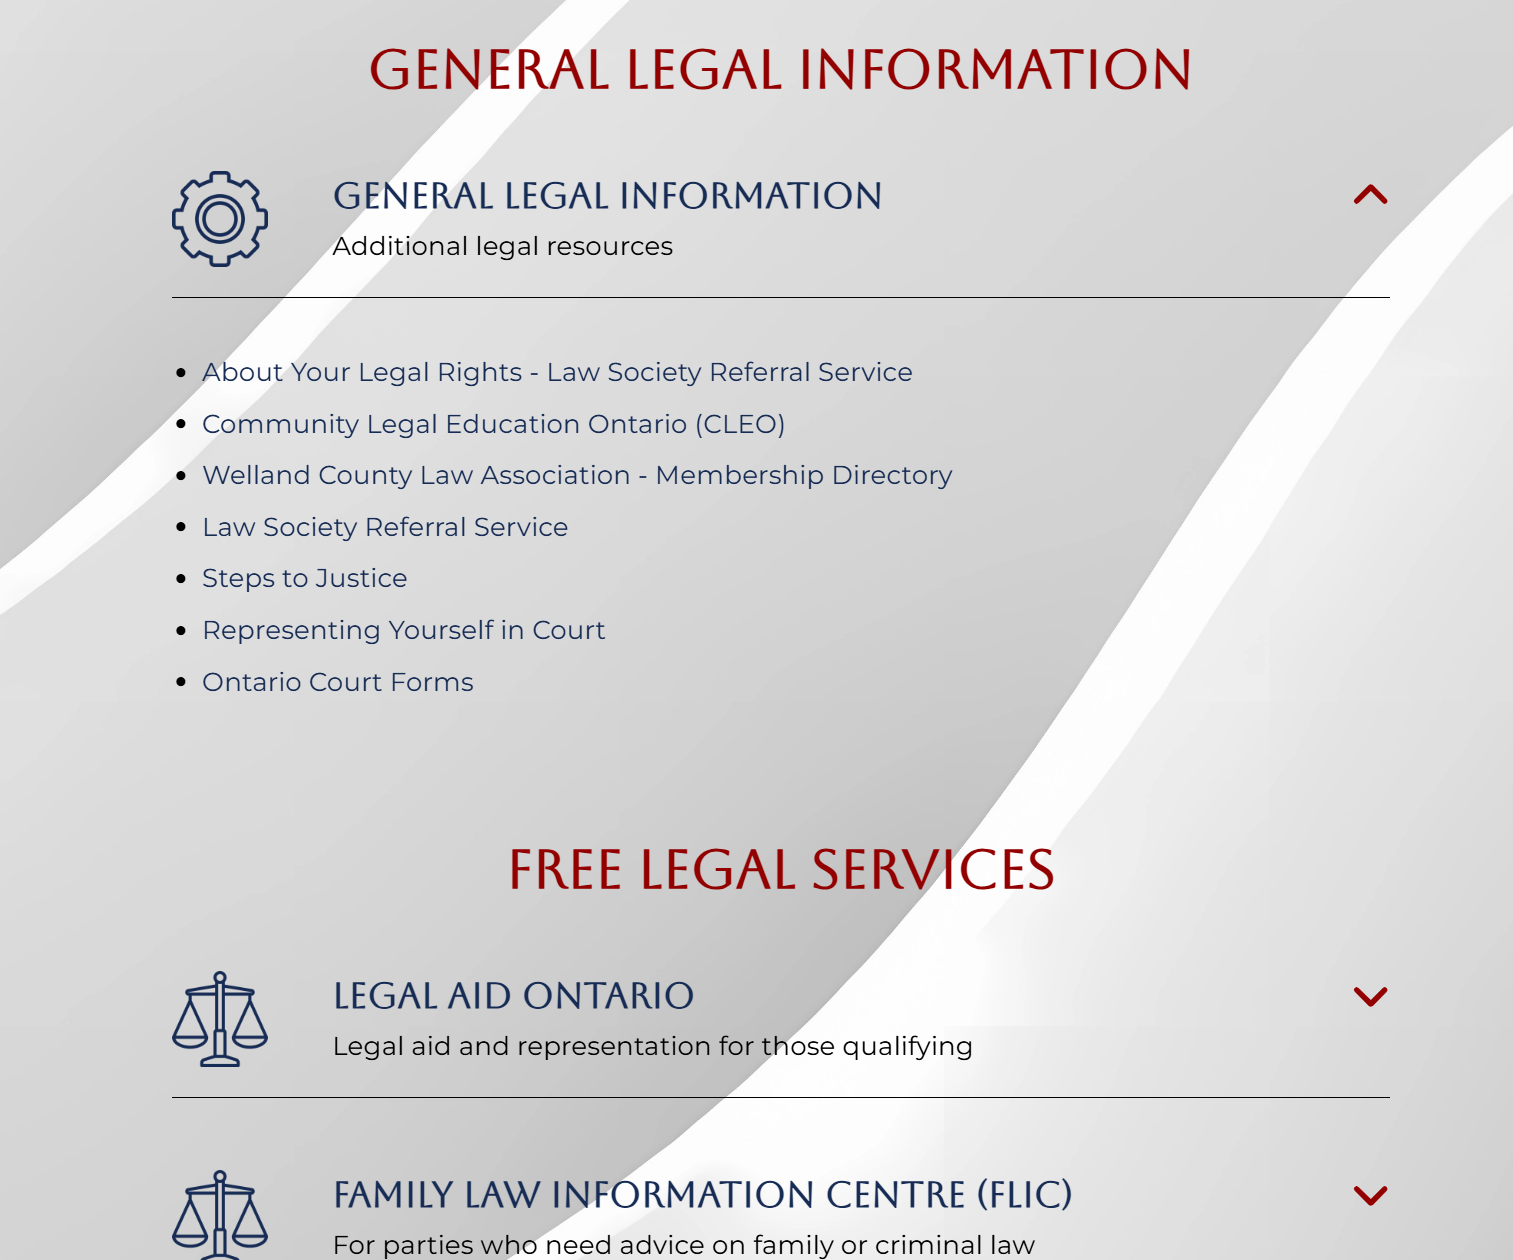 GENERAL LEGAL INFORMATION
GENERAL LEGAL INFORMATION
Additional legal resources
About Your Legal Rights - Law Society Referral Service
Community Legal Education Ontario (CLEO)
Welland County Law Association - Membership Directory
Law Society Referral Service
Steps to Justice
Representing Yourself in Court
Ontario Court Forms
FREE LEGAL SERVICES
LEGAL AID ONTARIO
Legal aid and representation for those qualifying
FAMILY LAW INFORMATION CENTRE (FLIC)
For parties who need advice on family or criminal law